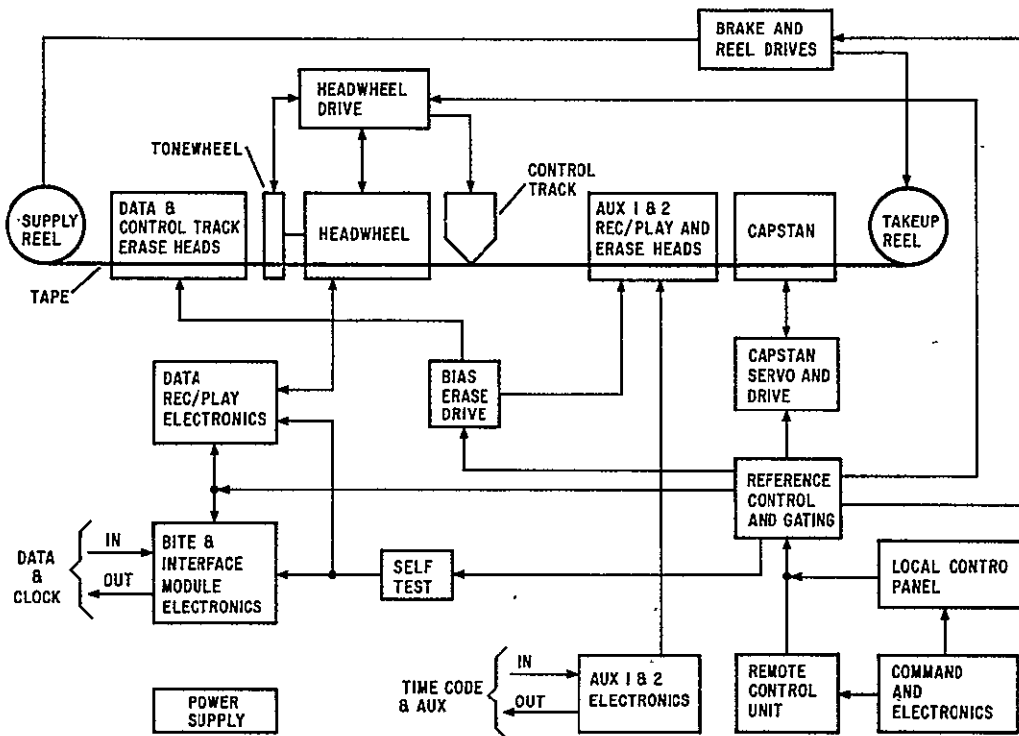 BRAKE AND
REEL DRIVES
HEADWHEEL
DRIVE
TONEWHEEL
CONTROL
TRACK
SUPPLY
REEL
DATA &
CONTROL TRACK
ERASE HEADS
HEADWHEEL
AUX 1 & 2
REC/PLAY AND
ERASE HEADS
CAPSTAN
TAKEUP
REEL
TAPE
DATA
REC/PLAY
ELECTRONICS
BIAS
ERASE
DRIVE
CAPSTAN
SERVO AND
DRIVE
REFERENCE
CONTROL
AND GATING
DATA
&
CLOCK
IN
OUT
BITE &
INTERFACE
MODULE
ELECTRONICS
SELF
TEST
LOCAL CONTRO
PANEL
POWER
SUPPLY
TIME CODE
& AUX
IN
OUT
AUX 1 & 2
ELECTRONICS
REMOTE
CONTROL
UNIT
COMMAND
AND
ELECTRONICS